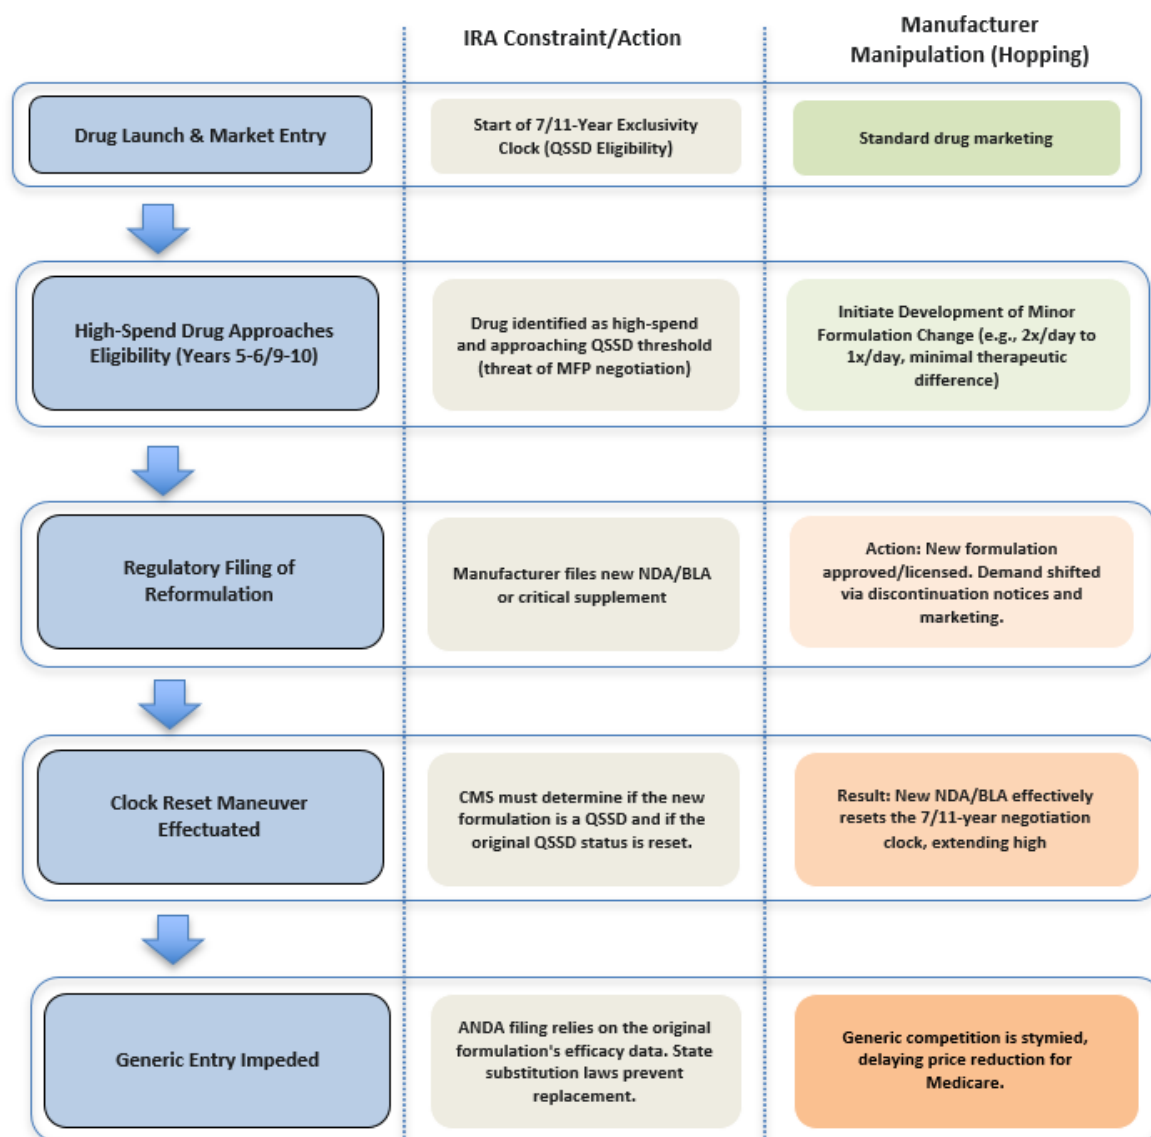 IRA Constraint/Action
Manufacturer
Manipulation (Hopping)
Drug Launch & Market Entry
Start of 7/11-Year Exclusivity
Clock (QSSD Eligibility)
Standard drug marketing
High-Spend Drug Approaches
Eligibility (Years 5-6/9-10)
Drug identified as high-spend
and approaching QSSD threshold
(threat of MFP negotiation)
Initiate Development of Minor
Formulation Change (e.g., 2x/day to
1x/day, minimal therapeutic
difference)
Regulatory Filing of
Reformulation
Manufacturer files new NDA/BLA
or critical supplement
Action: New formulation
approved/licensed. Demand shifted
via discontinuation notices and
marketing.
Clock Reset Maneuver
Effectuated
CMS must determine if the new
formulation is a QSSD and if the
original QSSD status is reset.
Result: New NDA/BLA effectively
resets the 7/11-year negotiation
clock, extending high
Generic Entry Impeded
ANDA filing relies on the original
formulation's efficacy data. State
substitution laws prevent
replacement.
Generic competition is stymied,
delaying price reduction for
Medicare.